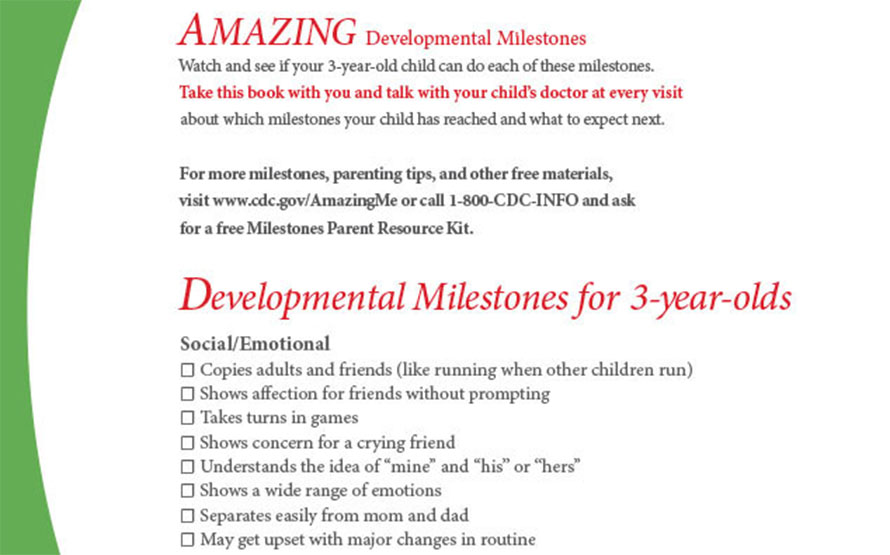 AMAZING Developmental Milestones
Watch and see if your 3-year-old child can do each of these milestones.
Take this book with you and talk with your child's doctor at every visit
about which milestones your child has reached and what to expect next.
For more milestones, parenting tips, and other free materials,
visit www.cdc.gov/AmazingMe or call 1-800-CDC-INFO and ask
for a free Milestones Parent Resource Kit.
Developmental Milestones for 3-year-olds
Social/Emotional
☐ Copies adults and friends (like running when other children run)
☐ Shows affection for friends without prompting
☐ Takes turns in games
☐ Shows concern for a crying friend
☐ Understands the idea of “mine” and “his” or “hers”
☐ Shows a wide range of emotions
☐ Separates easily from mom and dad
☐ May get upset with major changes in routine